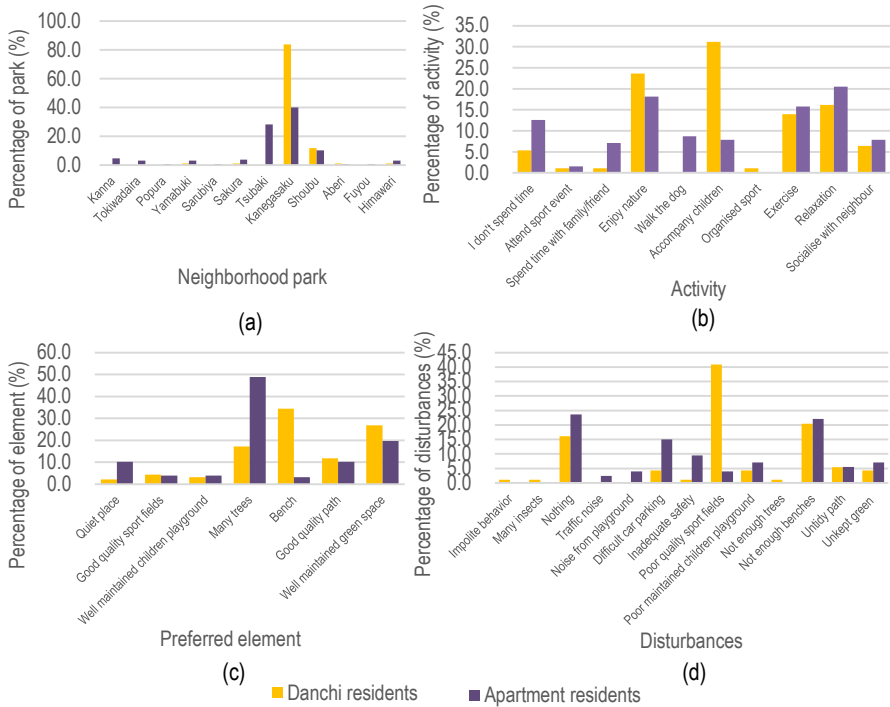 Percentage of park (%)
100.0
80.0
60.0
40.0
20.0
0.0
Kanna
Tokiwadaira
Popura
Yamabuki
Sarubiya
Sakura
Tsubaki
Kanegasaku
Shoubu
Aberi
Fuyou
Himawari
Neighborhood park
(a)
Percentage of activity (%)
35.0
30.0
25.0
20.0
15.0
10.0
5.0
0.0
I don't spend time
Attend sport event
Spend time with family/friend
Enjoy nature
Walk the dog
Accompany children
Organised sport
Exercise
Relaxation
Socialise with neighbour
Activity
(b)
Percentage of element (%)
60.0
50.0
40.0
30.0
20.0
10.0
0.0
Quiet place
Good quality sport fields
Well maintained children playground
Many trees
Bench
Good quality path
Well maintained green space
Preferred element
(c)
Percentage of disturbances (%)
45.0
40.0
35.0
30.0
25.0
20.0
15.0
10.0
5.0
0.0
Impolite behavior
Many insects
Nothing
Traffic noise
Noise from playground
Difficult car parking
Inadequate safety
Poor quality sport fields
Poor maintained children playground
Not enough trees
Not enough benches
Untidy path
Unkept green
Disturbances
(d)
Danchi residents
Apartment residents